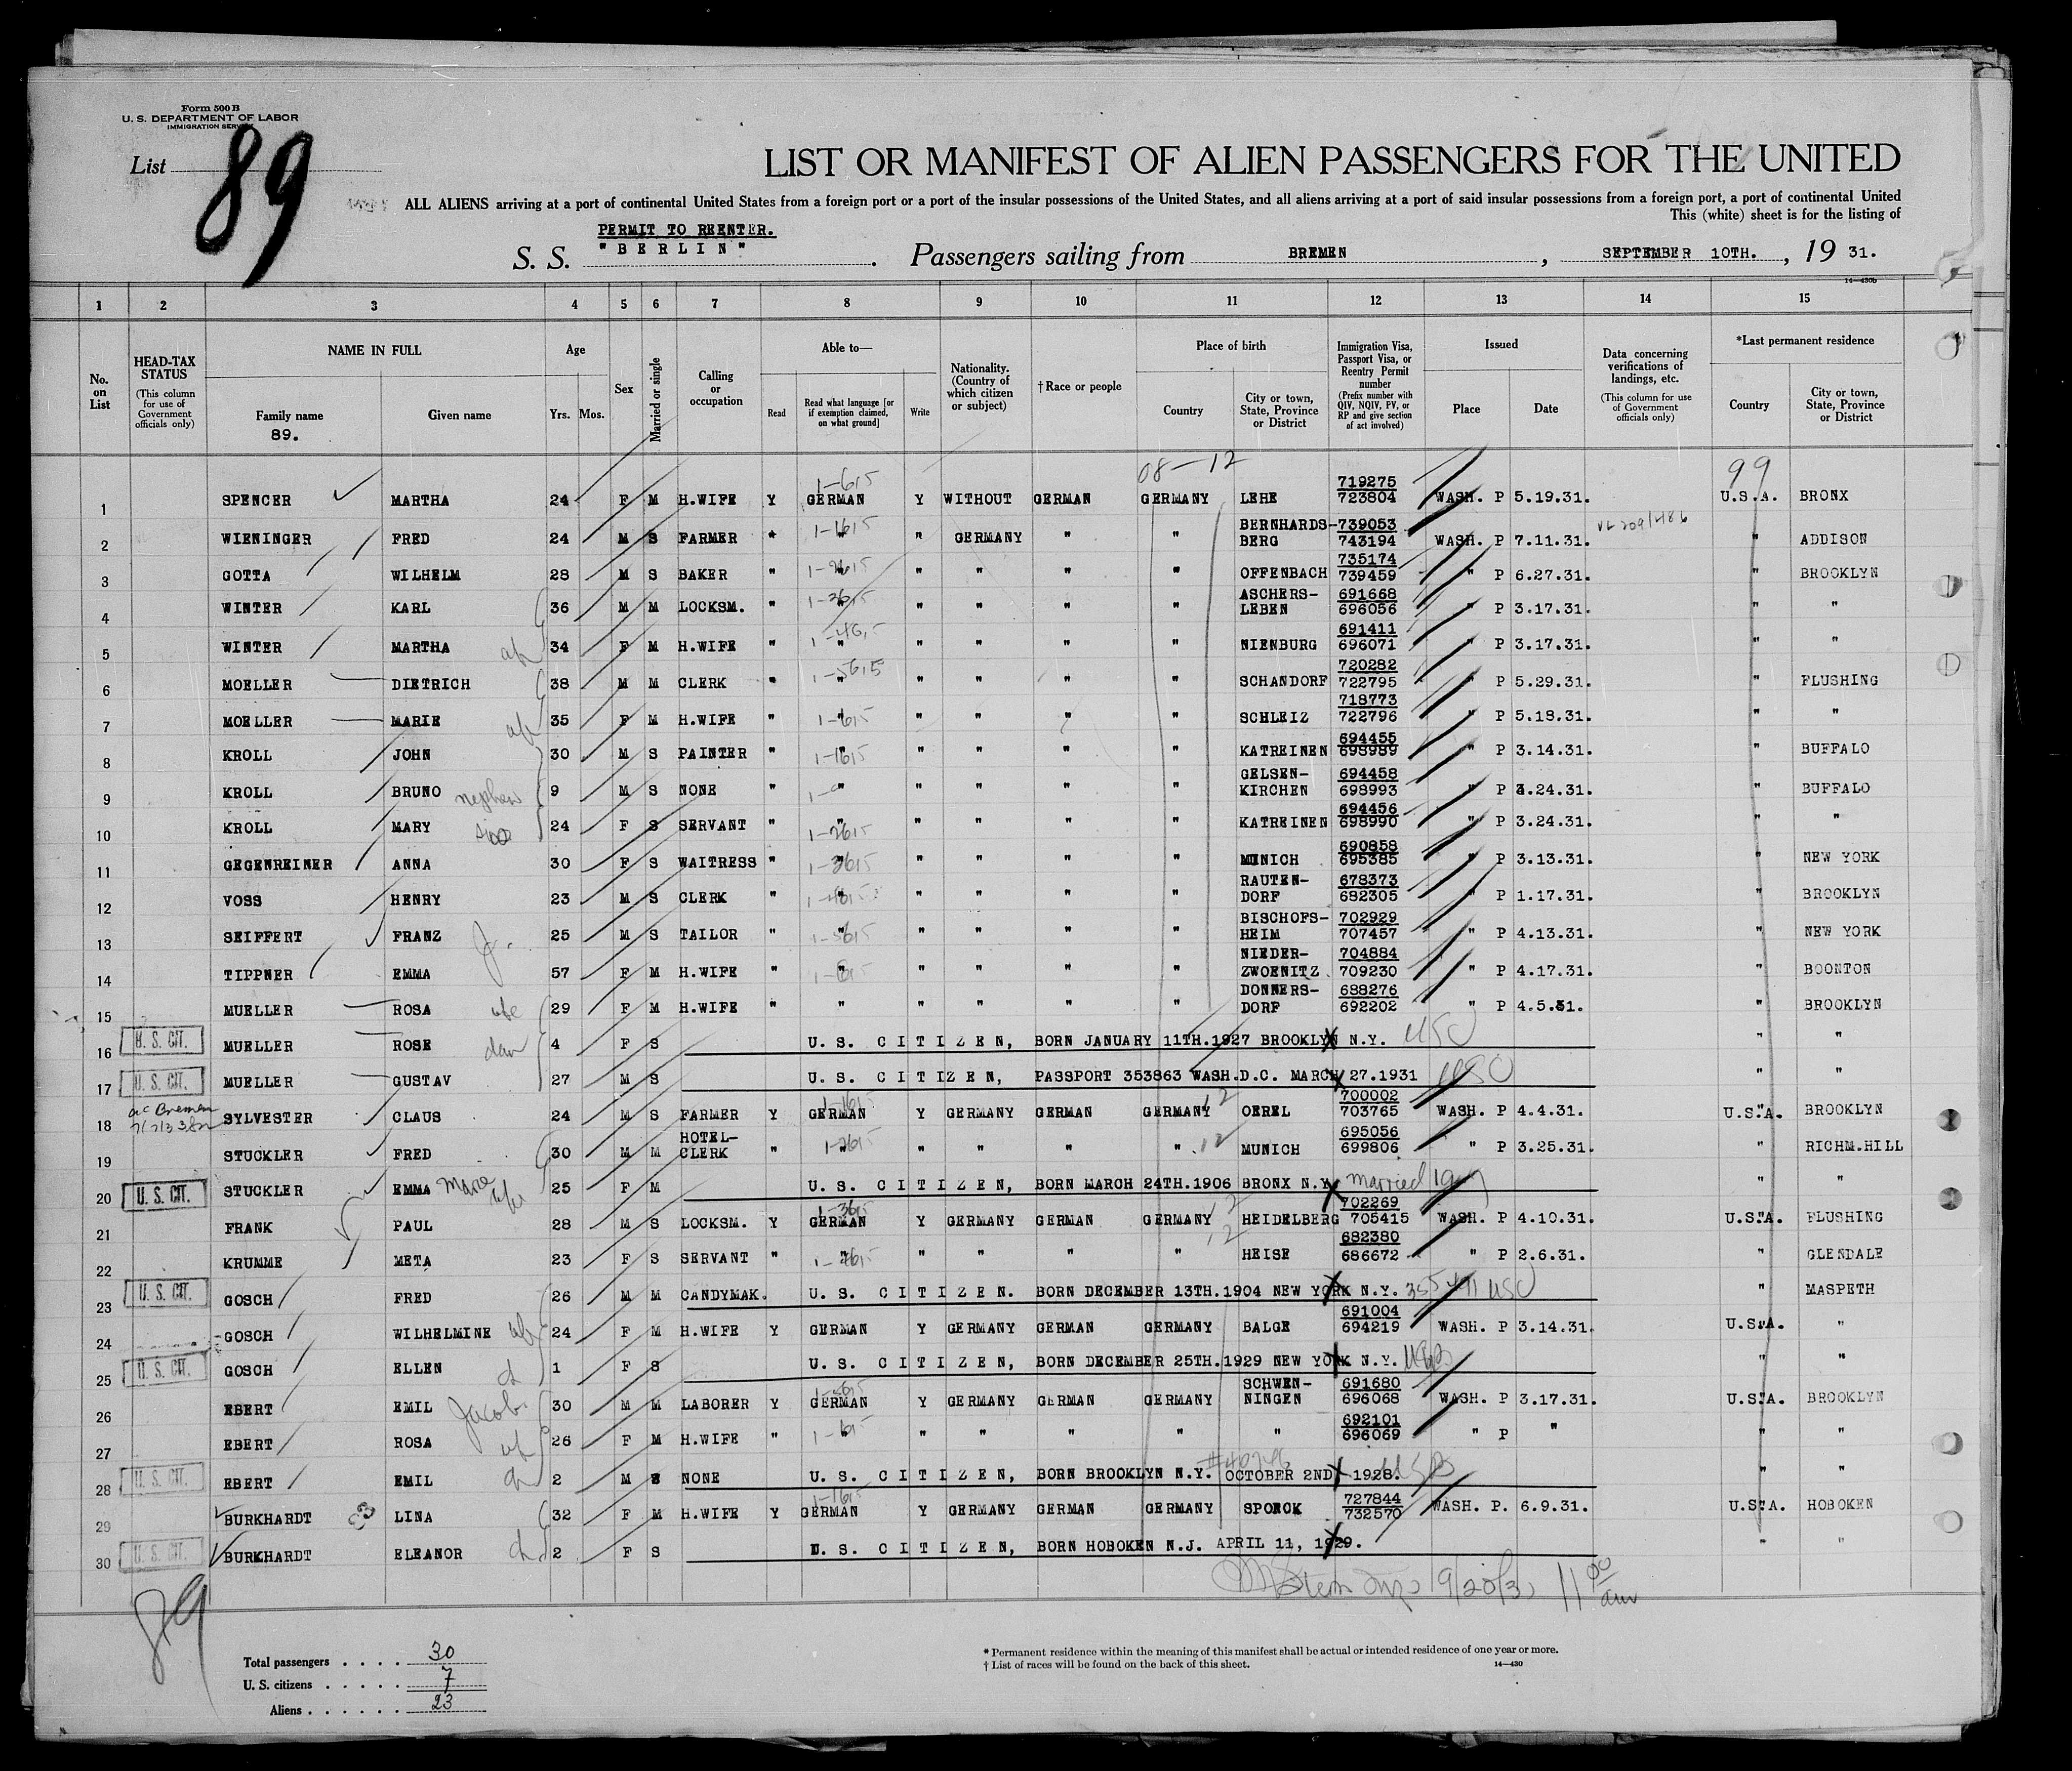 Form 500 B
U. S. DEPARTMENT OF LABOR
IMMIGRATION SERVICE
List 89
LIST OR MANIFEST OF ALIEN PASSENGERS FOR THE UNITED
ALL ALIENS arriving at a port of continental United States from a foreign port or a port of the insular possessions of the United States, and all aliens arriving at a port of said insular possessions from a foreign port, a port of continental United
This (white) sheet is for the listing of
PERMIT TO REENTER.
S. S. "BERLIN". Passengers sailing from BREMEN, SEPTEMBER 10TH., 19 31.
14—430b
1 2 3 4 5 6 7 8 9 10 11 12 13 14 15
No. on List
HEAD-TAX STATUS (This column for use of Government officials only)
NAME IN FULL
Family name
89.
Given name
Age
Yrs. Mos.
Sex
Married or single
Calling or occupation
Able to—
Read
Read what language [or if exemption claimed, on what ground]
Write
Nationality. (Country of which citizen or subject)
† Race or people
Place of birth
Country
City or town, State, Province or District
Immigration Visa, Passport Visa, or Reentry Permit number (Prefix number with QIV, NQIV, PV, or RP and give section of act involved)
Issued
Place
Date
Data concerning verifications of landings, etc. (This column for use of Government officials only)
*Last permanent residence
Country
City or town, State, Province or District
08-12 99
1 SPENCER MARTHA 24 F M H.WIFE Y GERMAN Y WITHOUT GERMAN GERMANY LEHE 719275 723804 WASH. P 5.19.31. U.S.A. BRONX
2 WIENINGER FRED 24 M S FARMER " " " GERMANY " " BERNHARDS-BERG 739053 743194 WASH. P 7.11.31. " ADDISON
3 GOTTA WILHELM 28 M S BAKER " " " " " " OFFENBACH 735174 739459 " P 6.27.31. " BROOKLYN
4 WINTER KARL 36 M M LOCKSM. " " " " " " ASCHERS-LEBEN 691668 696056 " P 3.17.31. " "
5 WINTER MARTHA 34 F M H.WIFE " " " " " " NIENBURG 691411 696071 " P 3.17.31. " "
6 MOELLER DIETRICH 38 M M CLERK " " " " " " SCHANDORF 720282 722795 " P 5.29.31. " FLUSHING
7 MOELLER MARIE 35 F M H.WIFE " " " " " " SCHLEIZ 718773 722796 " P 5.18.31. " "
8 KROLL JOHN 30 M S PAINTER " " " " " " KATREINEN 694455 698989 " P 3.14.31. " BUFFALO
9 KROLL BRUNO nephew 9 M S NONE " " " " " " GELSEN-KIRCHEN 694458 698993 " P 3.24.31. " BUFFALO
10 KROLL MARY 24 F S SERVANT " " " " " " KATREINEN 694456 698990 " P 3.24.31. " "
11 GEGENREINER ANNA 30 F S WAITRESS " " " " " " MUNICH 690858 695385 " P 3.13.31. " NEW YORK
12 VOSS HENRY 23 M S CLERK " " " " " " RAUTEN-DORF 678373 682305 " P 1.17.31. " BROOKLYN
13 SEIFFERT FRANZ 25 M S TAILOR " " " " " " BISCHOFS-HEIM 702929 707457 " P 4.13.31. " NEW YORK
14 TIPPNER EMMA 57 F M H.WIFE " " " " " " NIEDER-ZWOENITZ 704884 709230 " P 4.17.31. " BOONTON
15 MUELLER ROSA 29 F M H.WIFE " " " " " " DONNERS-DORF 688276 692202 " P 4.5.31. " BROOKLYN
16 U. S. CIT. MUELLER ROSE dau 4 F S U. S. CITIZEN, BORN JANUARY 11TH.1927 BROOKLYN N.Y. USC " "
17 U. S. CIT. MUELLER GUSTAV 27 M S U. S. CITIZEN, PASSPORT 353863 WASH.D.C. MARCH 27.1931 USC " "
18 SYLVESTER CLAUS 24 M S FARMER Y GERMAN Y GERMANY GERMAN GERMANY OEREL 700002 703765 WASH. P 4.4.31. U.S.A. BROOKLYN
19 STUCKLER FRED 30 M M HOTEL-CLERK " " " " " " MUNICH 695056 699806 " P 3.25.31. " RICHM.HILL
20 U. S. CIT. STUCKLER EMMA Marie 25 F M U. S. CITIZEN, BORN MARCH 24TH.1906 BRONX N.Y. married " "
21 FRANK PAUL 28 M S LOCKSM. Y GERMAN Y GERMANY GERMAN GERMANY HEIDELBERG 702269 705415 WASH. P 4.10.31. U.S.A. FLUSHING
22 KRUMME META 23 F S SERVANT " " " " " " HEISE 682380 686672 " P 2.6.31. " GLENDALE
23 U. S. CIT. GOSCH FRED 26 M M CANDYMAK. U. S. CITIZEN. BORN DECEMBER 13TH.1904 NEW YORK N.Y. USC " MASPETH
24 GOSCH WILHELMINE 24 F M H.WIFE Y GERMAN Y GERMANY GERMAN GERMANY BALGE 691004 694219 WASH. P 3.14.31. U.S.A. "
25 U. S. CIT. GOSCH ELLEN 1 F S U. S. CITIZEN, BORN DECEMBER 25TH.1929 NEW YORK N.Y. " "
26 EBERT EMIL Jacob. 30 M M LABORER Y GERMAN Y GERMANY GERMAN GERMANY SCHWEN-NINGEN 691680 696068 WASH. P 3.17.31. U.S.A. BROOKLYN
27 EBERT ROSA 26 F M H.WIFE " " " " " " 692101 696069 " P " " "
28 U. S. CIT. EBERT EMIL 2 M S NONE U. S. CITIZEN, BORN BROOKLYN N.Y. OCTOBER 2ND 1928. " "
29 BURKHARDT LINA 32 F M H.WIFE Y GERMAN Y GERMANY GERMAN GERMANY SPORCK 727844 732570 WASH. P. 6.9.31. U.S.A. HOBOKEN
30 U. S. CIT. BURKHARDT ELEANOR 2 F S U. S. CITIZEN, BORN HOBOKEN N.J. APRIL 11, 1929. " "
89
Total passengers . . . . 30
U. S. citizens . . . . . 7
Aliens . . . . . . 23
* Permanent residence within the meaning of this manifest shall be actual or intended residence of one year or more.
† List of races will be found on the back of this sheet.
14—430